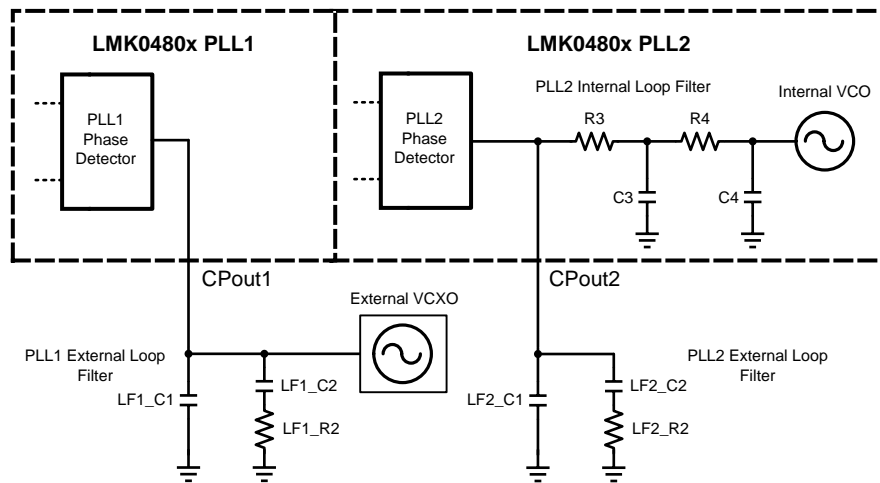 LMK0480x PLL1
LMK0480x PLL2
PLL1
Phase
Detector
PLL2
Phase
Detector
PLL2 Internal Loop Filter
Internal VCO
R3
R4
C3
C4
CPout1
CPout2
External VCXO
PLL1 External Loop
Filter
LF1_C1
LF1_C2
LF1_R2
LF2_C1
LF2_C2
LF2_R2
PLL2 External Loop
Filter